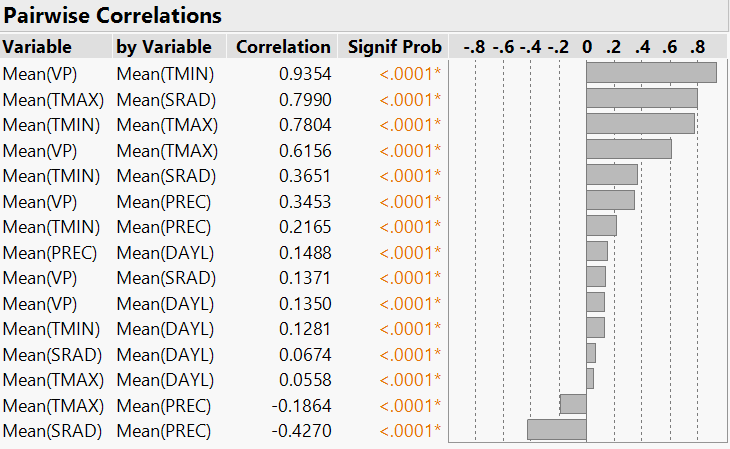 Pairwise Correlations
Variable by Variable Correlation Signif Prob -.8 -.6 -.4 -.2 0 .2 .4 .6 .8
Mean(VP) Mean(TMIN) 0.9354 <.0001*
Mean(TMAX) Mean(SRAD) 0.7990 <.0001*
Mean(TMIN) Mean(TMAX) 0.7804 <.0001*
Mean(VP) Mean(TMAX) 0.6156 <.0001*
Mean(TMIN) Mean(SRAD) 0.3651 <.0001*
Mean(VP) Mean(PREC) 0.3453 <.0001*
Mean(TMIN) Mean(PREC) 0.2165 <.0001*
Mean(PREC) Mean(DAYL) 0.1488 <.0001*
Mean(VP) Mean(SRAD) 0.1371 <.0001*
Mean(VP) Mean(DAYL) 0.1350 <.0001*
Mean(TMIN) Mean(DAYL) 0.1281 <.0001*
Mean(SRAD) Mean(DAYL) 0.0674 <.0001*
Mean(TMAX) Mean(DAYL) 0.0558 <.0001*
Mean(TMAX) Mean(PREC) -0.1864 <.0001*
Mean(SRAD) Mean(PREC) -0.4270 <.0001*